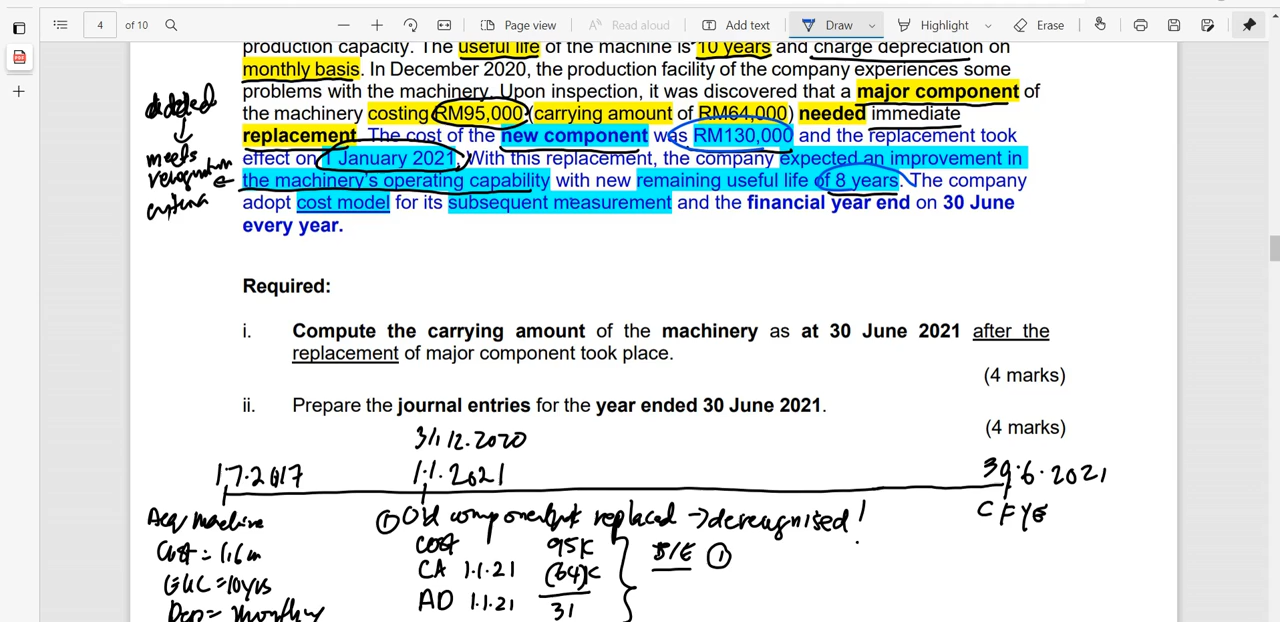 4 of 10
Page view
Read aloud
Add text
Draw
Highlight
Erase
production capacity. The useful life of the machine is 10 years and charge depreciation on
monthly basis. In December 2020, the production facility of the company experiences some
problems with the machinery. Upon inspection, it was discovered that a major component of
the machinery costing RM95,000 (carrying amount of RM64,000) needed immediate
replacement. The cost of the new component was RM130,000 and the replacement took
effect on 1 January 2021. With this replacement, the company expected an improvement in
the machinery's operating capability with new remaining useful life of 8 years. The company
adopt cost model for its subsequent measurement and the financial year end on 30 June
every year.
added
meets
recognition
criteria
Required:
i. Compute the carrying amount of the machinery as at 30 June 2021 after the
replacement of major component took place.
(4 marks)
ii. Prepare the journal entries for the year ended 30 June 2021.
(4 marks)
31.12.2020
1.7.2017
1.1.2021
30.6.2021
CFYE
Acq machine
Cost = 1.6m
= 10yrs
Dep = monthly
① Old component replaced → derecognised!
Cost 95K
CA 1.1.21 (64)K
AD 1.1.21 31
①